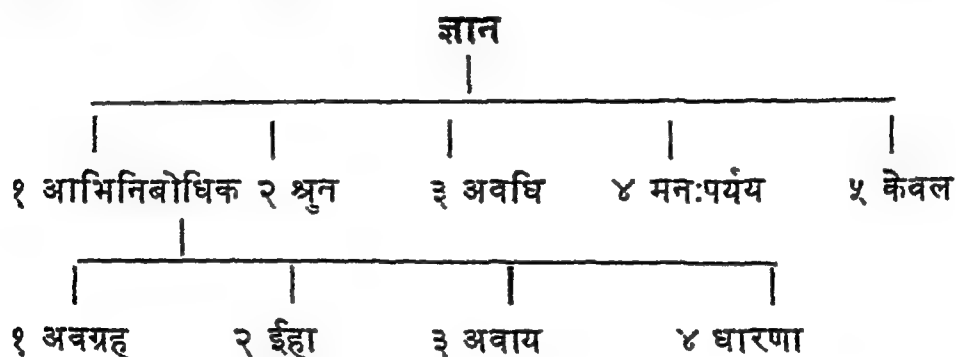 ज्ञान
१ आभिनिबोधिक २ श्रुन ३ अवधि ४ मन:पर्यय ५ केवल
१ अवग्रह २ ईहा ३ अवाय ४ धारणा